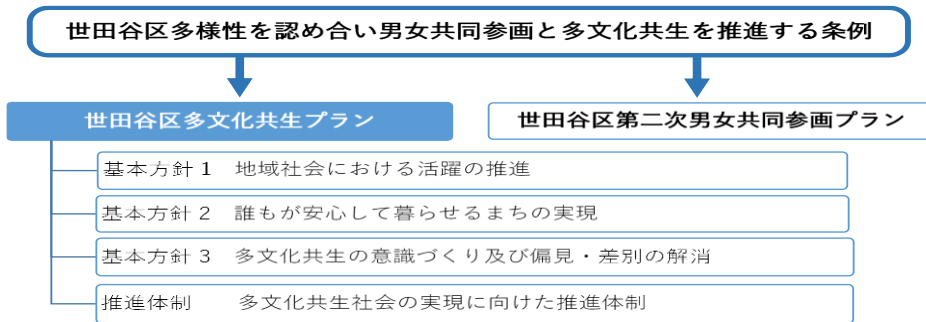 世田谷区多様性を認め合い男女共同参画と多文化共生を推進する条例
世田谷区多文化共生プラン
世田谷区第二次男女共同参画プラン
基本方針1 地域社会における活躍の推進
基本方針2 誰もが安心して暮らせるまちの実現
基本方針3 多文化共生の意識づくり及び偏見・差別の解消
推進体制 多文化共生社会の実現に向けた推進体制